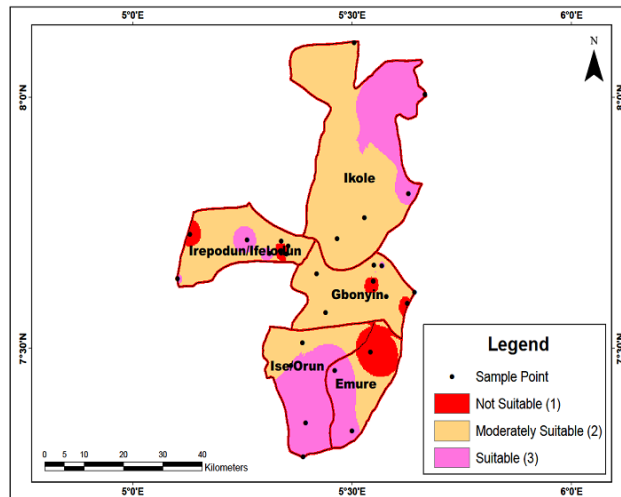 5°0'E 5°30'E 6°0'E
N
8°0'N 8°0'N
Ikole
Irepodun/Ifelodun
Gbonyin
7°30'N 7°30'N
Ise/Orun
Emure
Legend
Sample Point
Not Suitable (1)
Moderately Suitable (2)
Suitable (3)
0 5 10 20 30 40
Kilometers
5°0'E 5°30'E 6°0'E